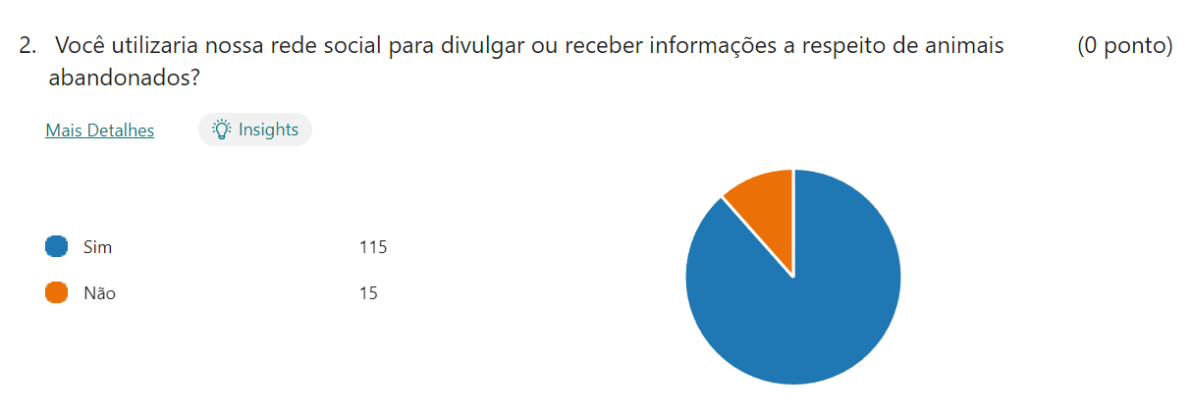 2. Você utilizaria nossa rede social para divulgar ou receber informações a respeito de animais (0 ponto)
abandonados?
Mais Detalhes Insights
Sim 115
Não 15